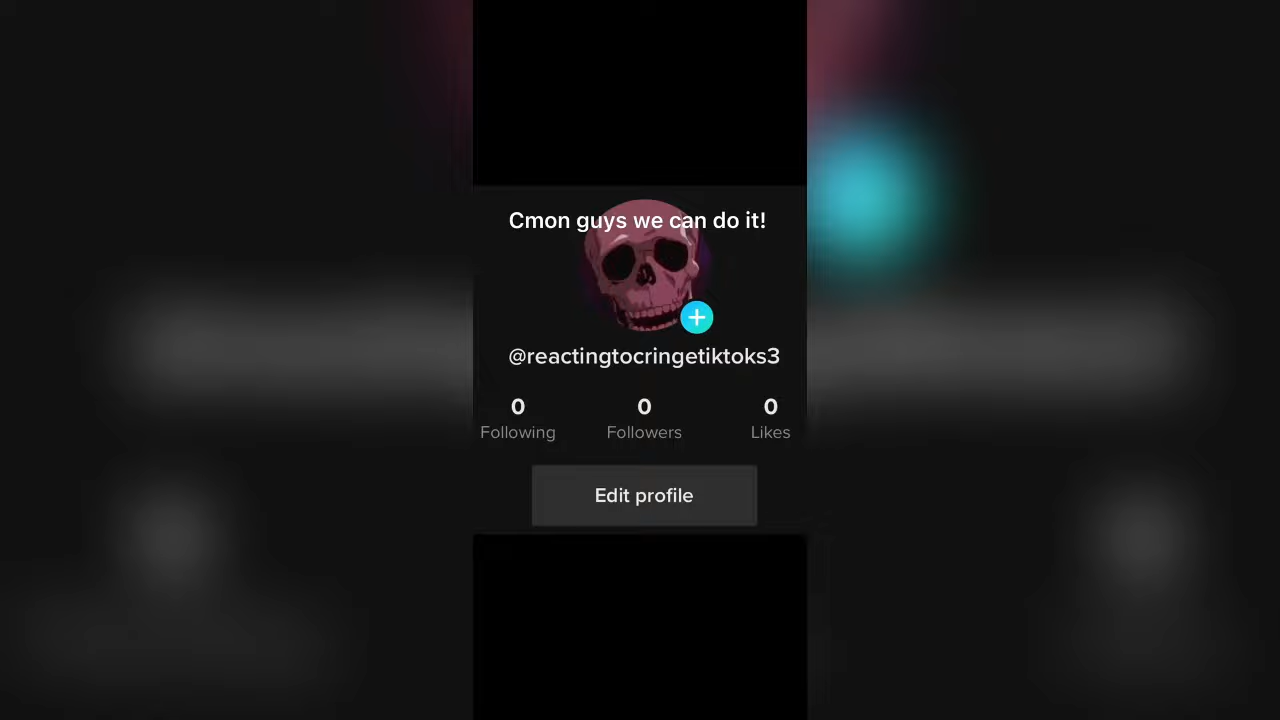 Cmon guys we can do it!
@reactingtocringetiktoks3
0 0 0
Following Followers Likes
Edit profile